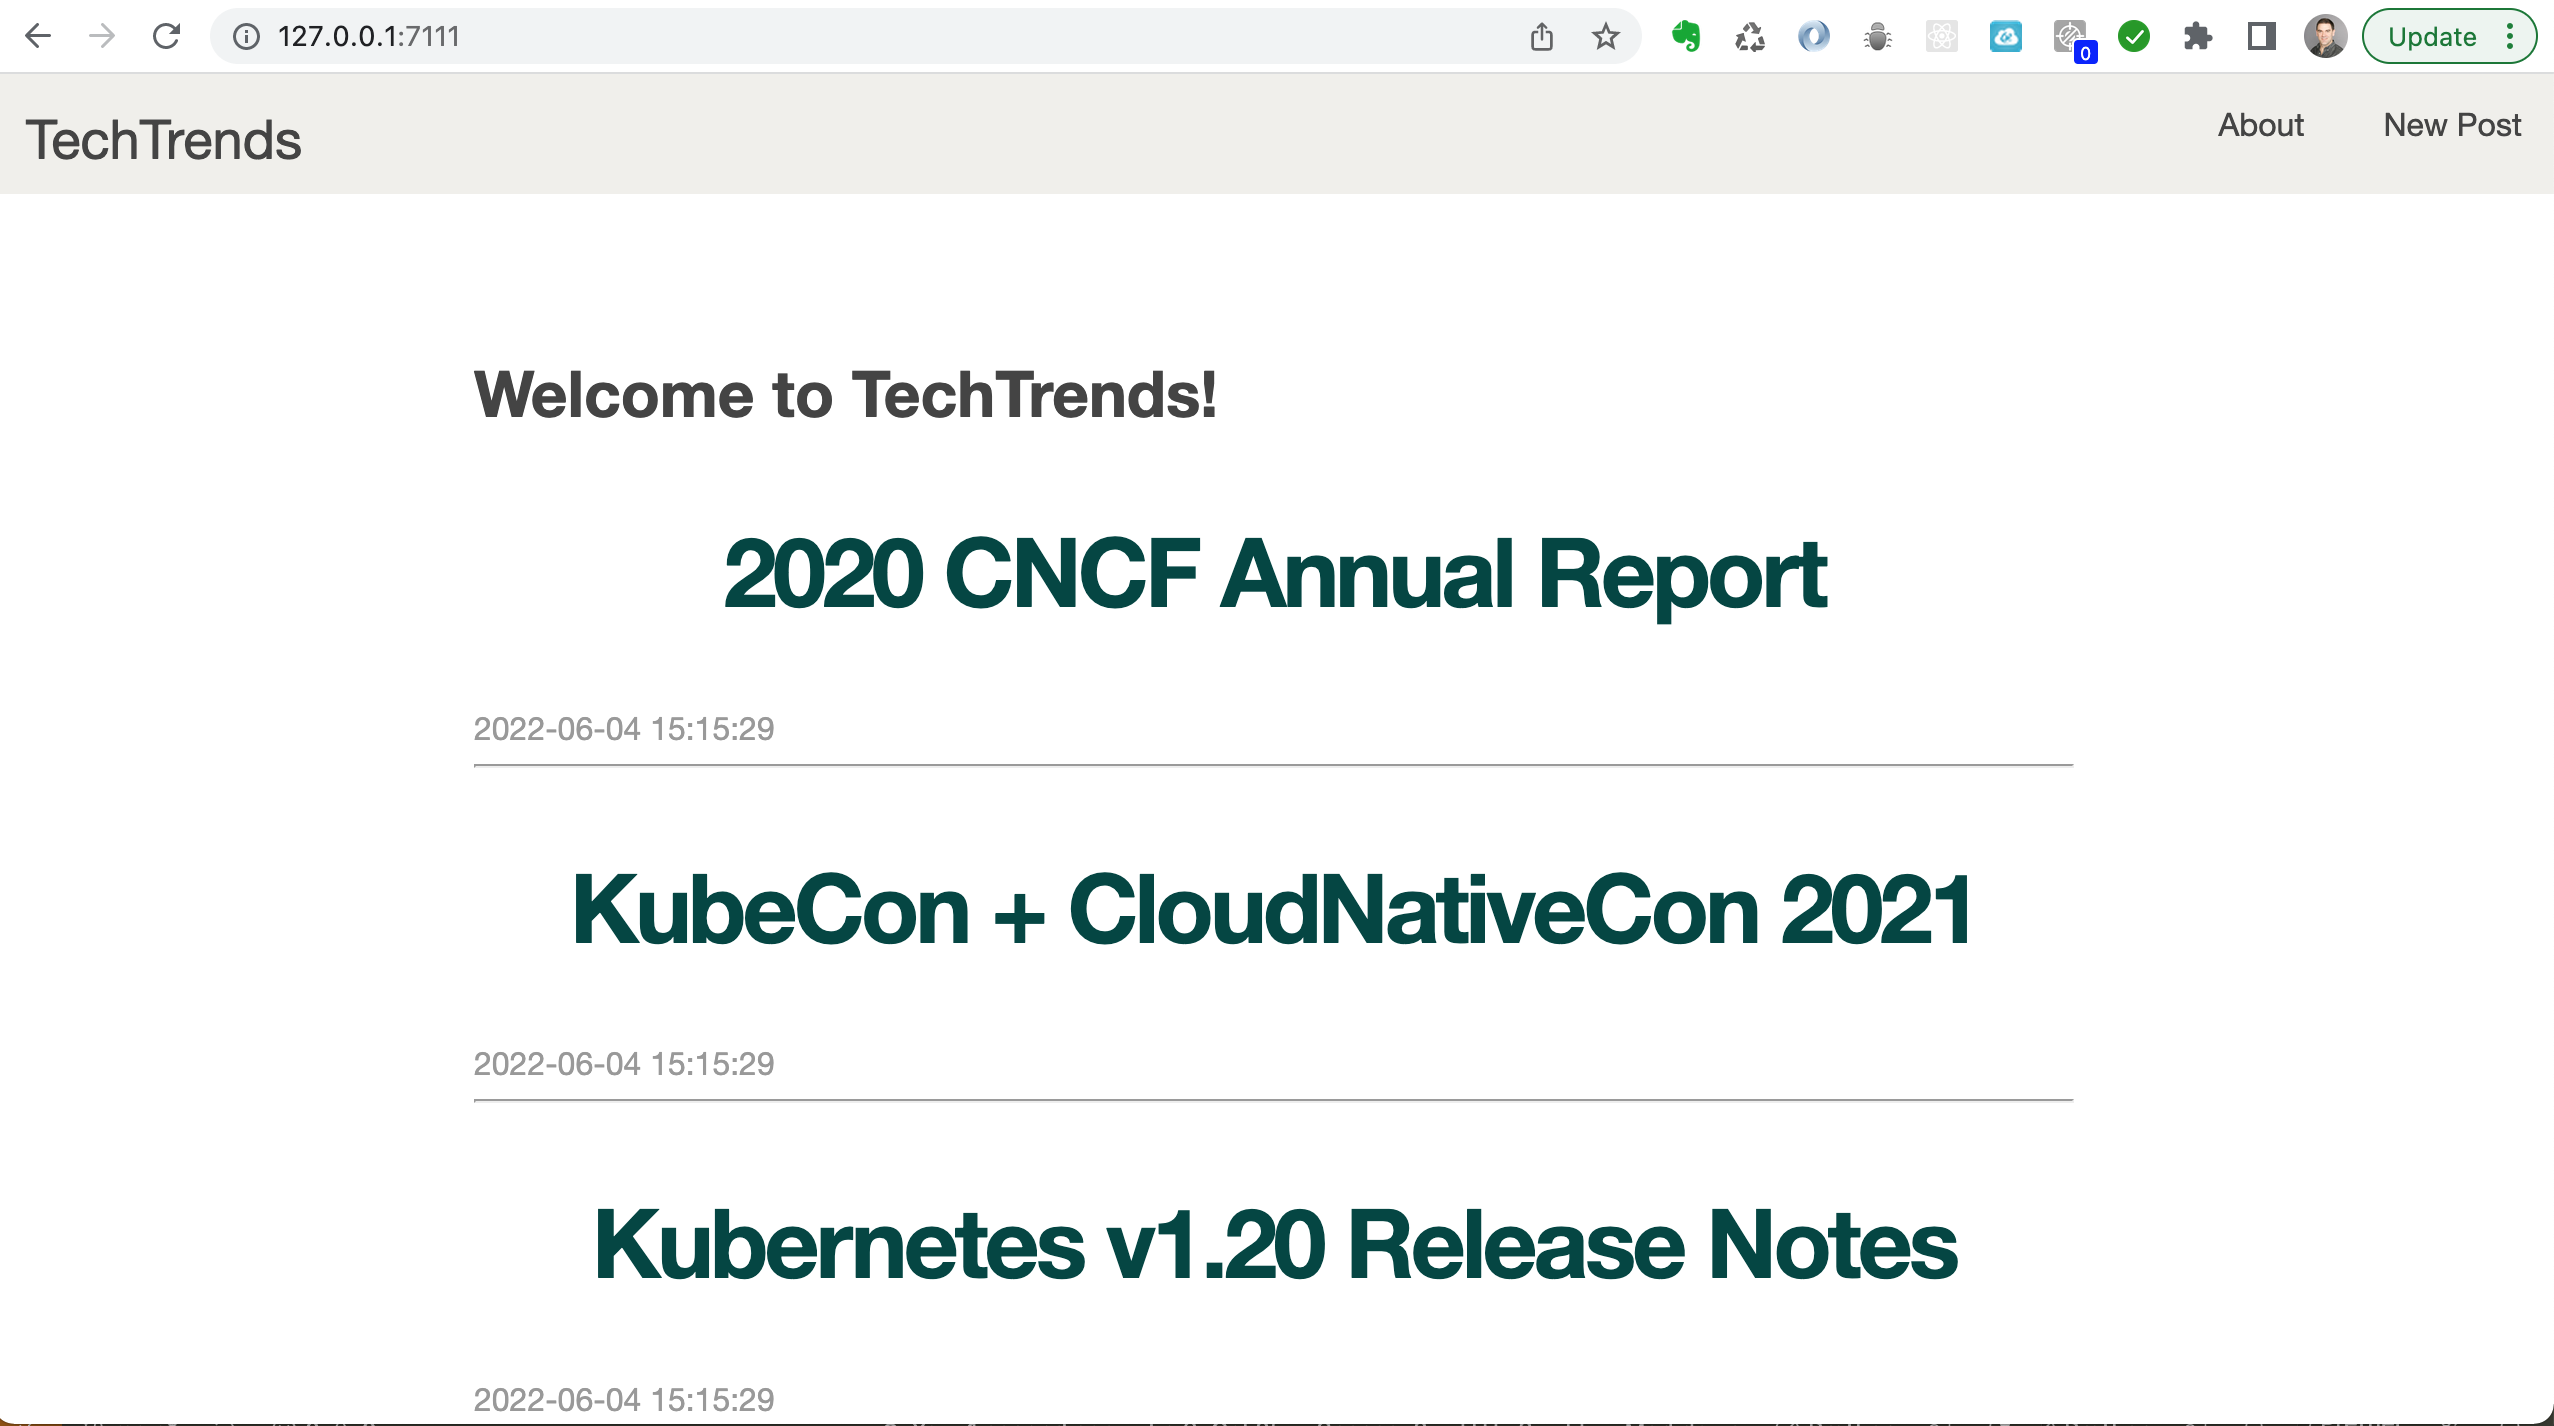 127.0.0.1:7111
0
Update
TechTrends
About
New Post
Welcome to TechTrends!
2020 CNCF Annual Report
2022-06-04 15:15:29
KubeCon + CloudNativeCon 2021
2022-06-04 15:15:29
Kubernetes v1.20 Release Notes
2022-06-04 15:15:29